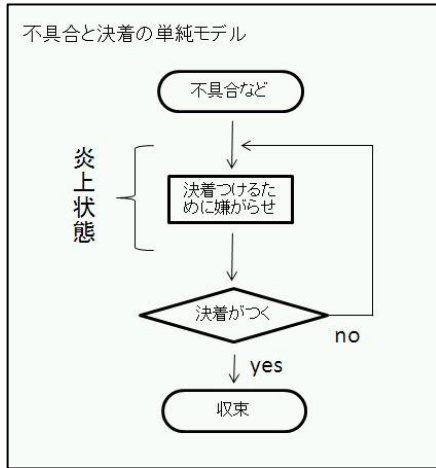 不具合と決着の単純モデル
不具合など
炎上状態
決着つけるた
めに嫌がらせ
決着がつく
no
yes
収束